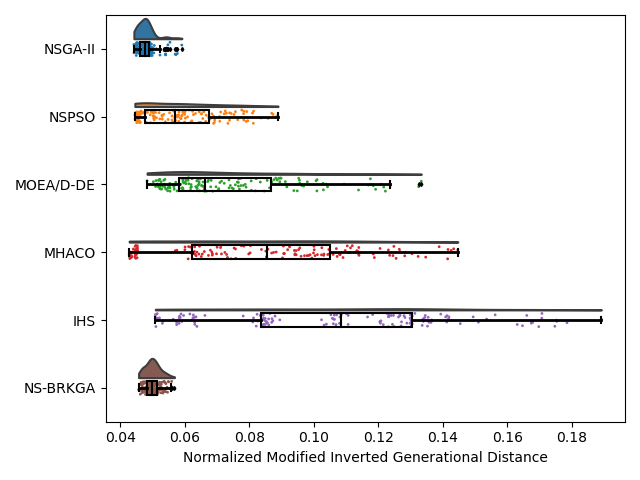 NSGA-II
NSPSO
MOEA/D-DE
MHACO
IHS
NS-BRKGA
0.04 0.06 0.08 0.10 0.12 0.14 0.16 0.18
Normalized Modified Inverted Generational Distance